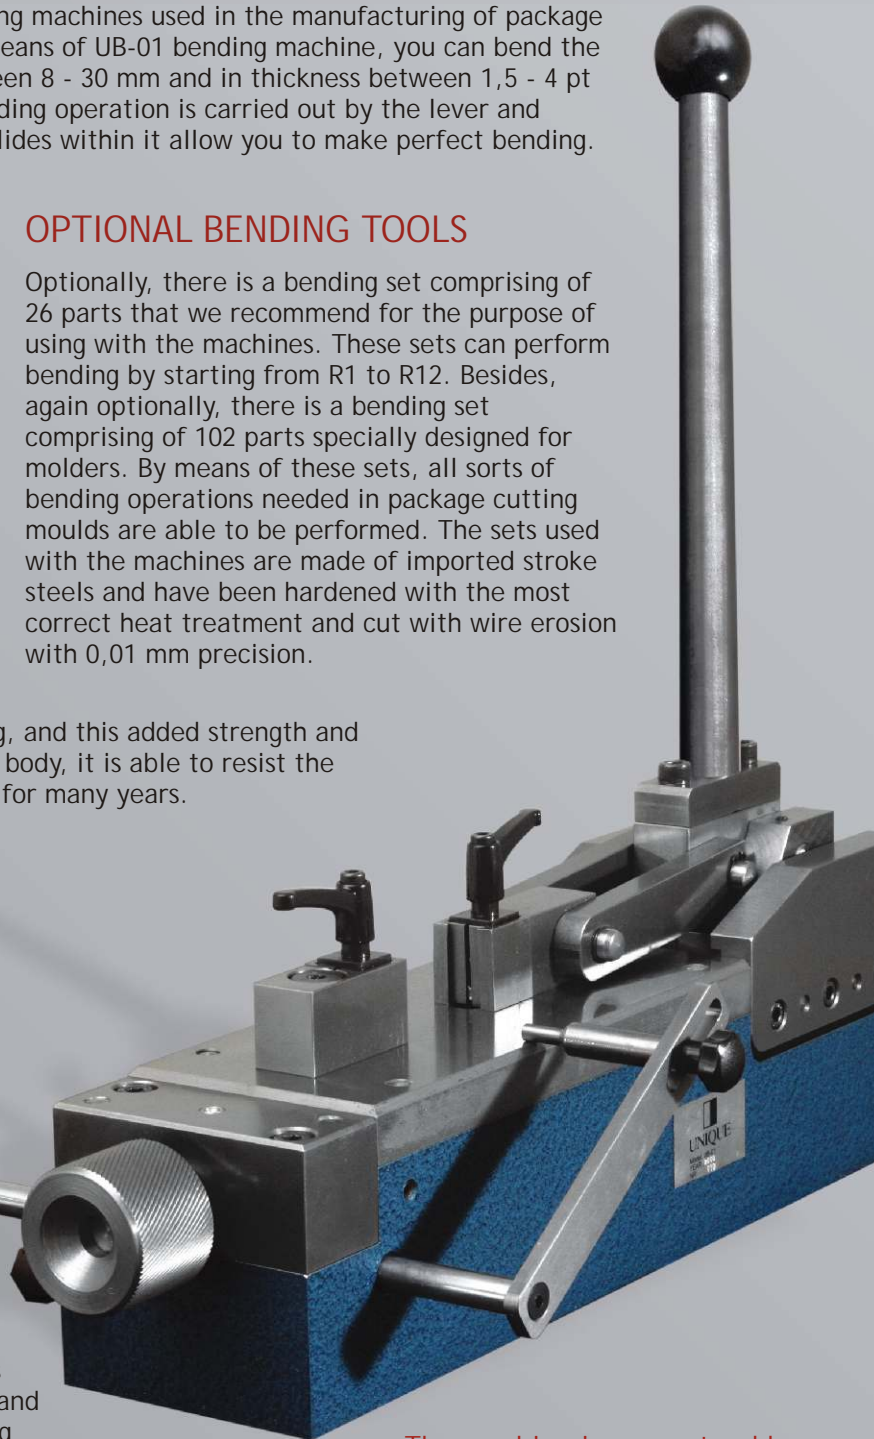 ng machines used in the manufacturing of package
eans of UB-01 bending machine, you can bend the
een 8 - 30 mm and in thickness between 1,5 - 4 pt
ding operation is carried out by the lever and
lides within it allow you to make perfect bending.
OPTIONAL BENDING TOOLS
Optionally, there is a bending set comprising of
26 parts that we recommend for the purpose of
using with the machines. These sets can perform
bending by starting from R1 to R12. Besides,
again optionally, there is a bending set
comprising of 102 parts specially designed for
molders. By means of these sets, all sorts of
bending operations needed in package cutting
moulds are able to be performed. The sets used
with the machines are made of imported stroke
steels and have been hardened with the most
correct heat treatment and cut with wire erosion
with 0,01 mm precision.
g, and this added strength and
body, it is able to resist the
for many years.
UNIQUE
and